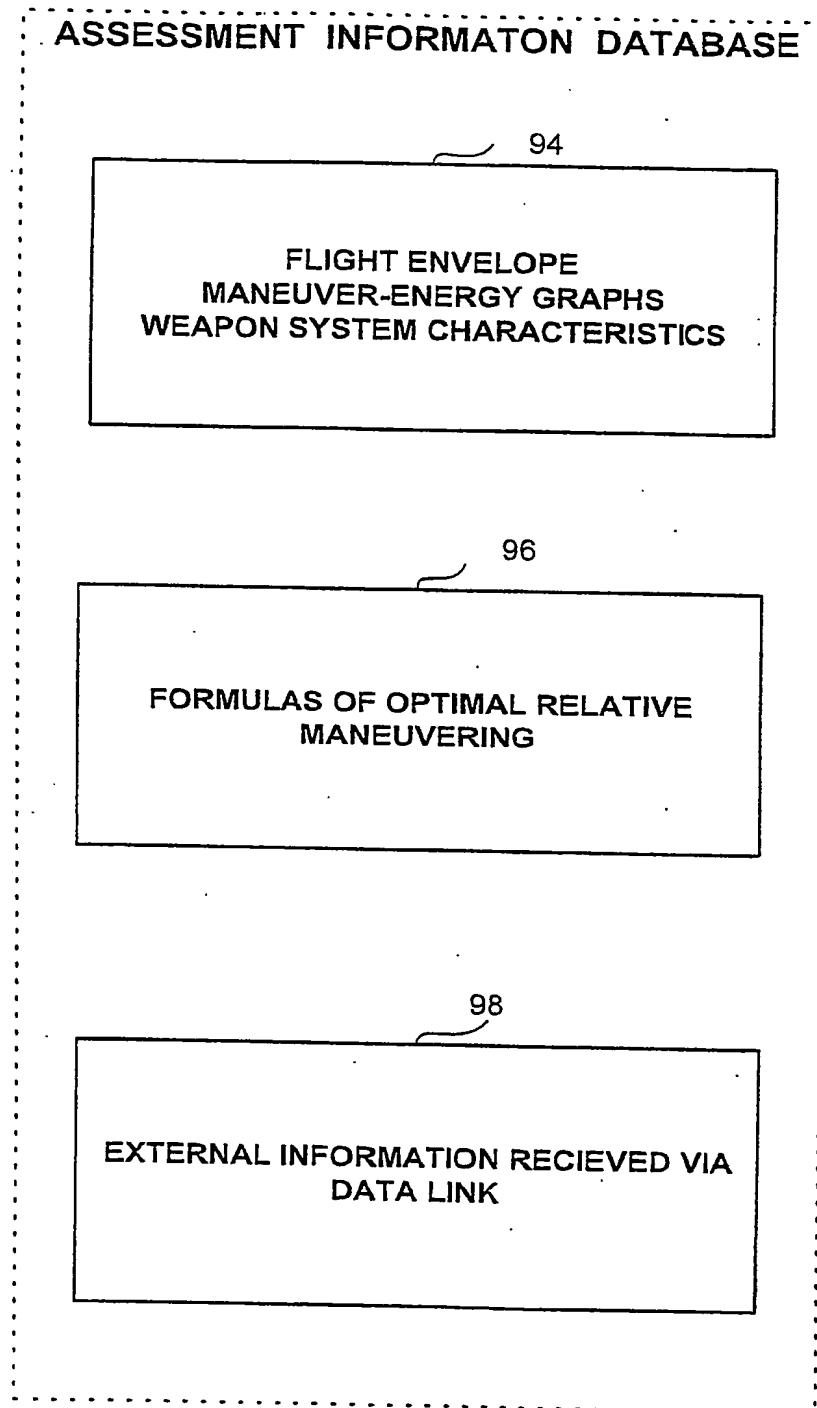 ASSESSMENT INFORMATON DATABASE
94
FLIGHT ENVELOPE
MANEUVER-ENERGY GRAPHS
WEAPON SYSTEM CHARACTERISTICS
96
FORMULAS OF OPTIMAL RELATIVE
MANEUVERING
98
EXTERNAL INFORMATION RECIEVED VIA
DATA LINK